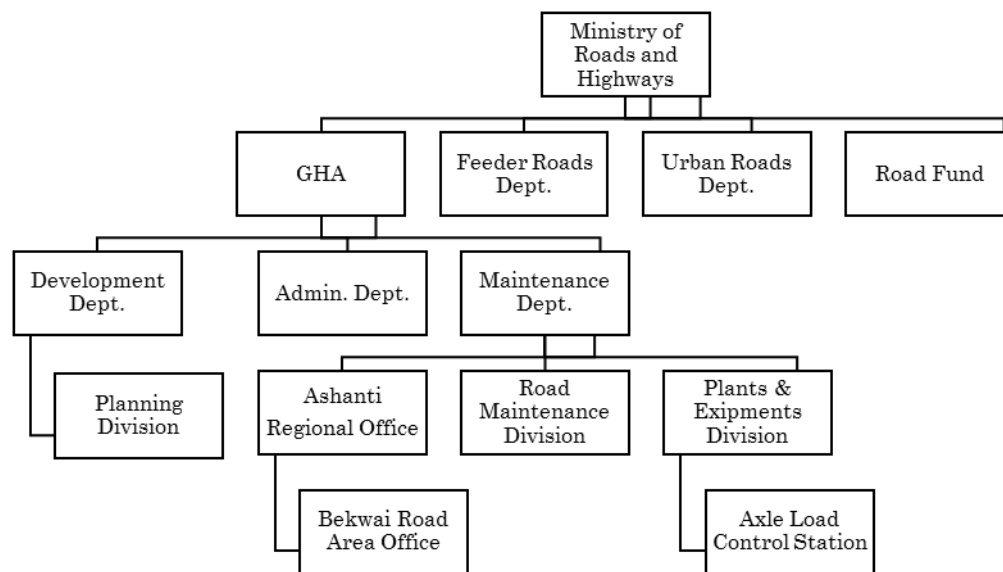 Ministry of
Roads and
Highways
GHA
Feeder Roads
Dept.
Urban Roads
Dept.
Road Fund
Development
Dept.
Admin. Dept.
Maintenance
Dept.
Planning
Division
Ashanti
Regional Office
Road
Maintenance
Division
Plants &
Exipments
Division
Bekwai Road
Area Office
Axle Load
Control Station